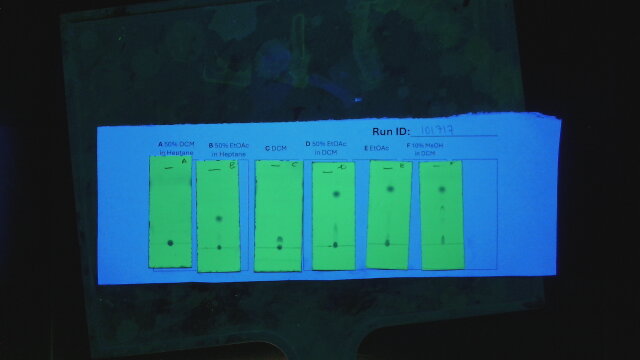 Run ID: 101717
A 50% DCM in Heptane
B 50% EtOAc in Heptane
C DCM
D 50% EtOAc in DCM
E EtOAc
F 10% MeOH in DCM
A
B
C
D
E
F